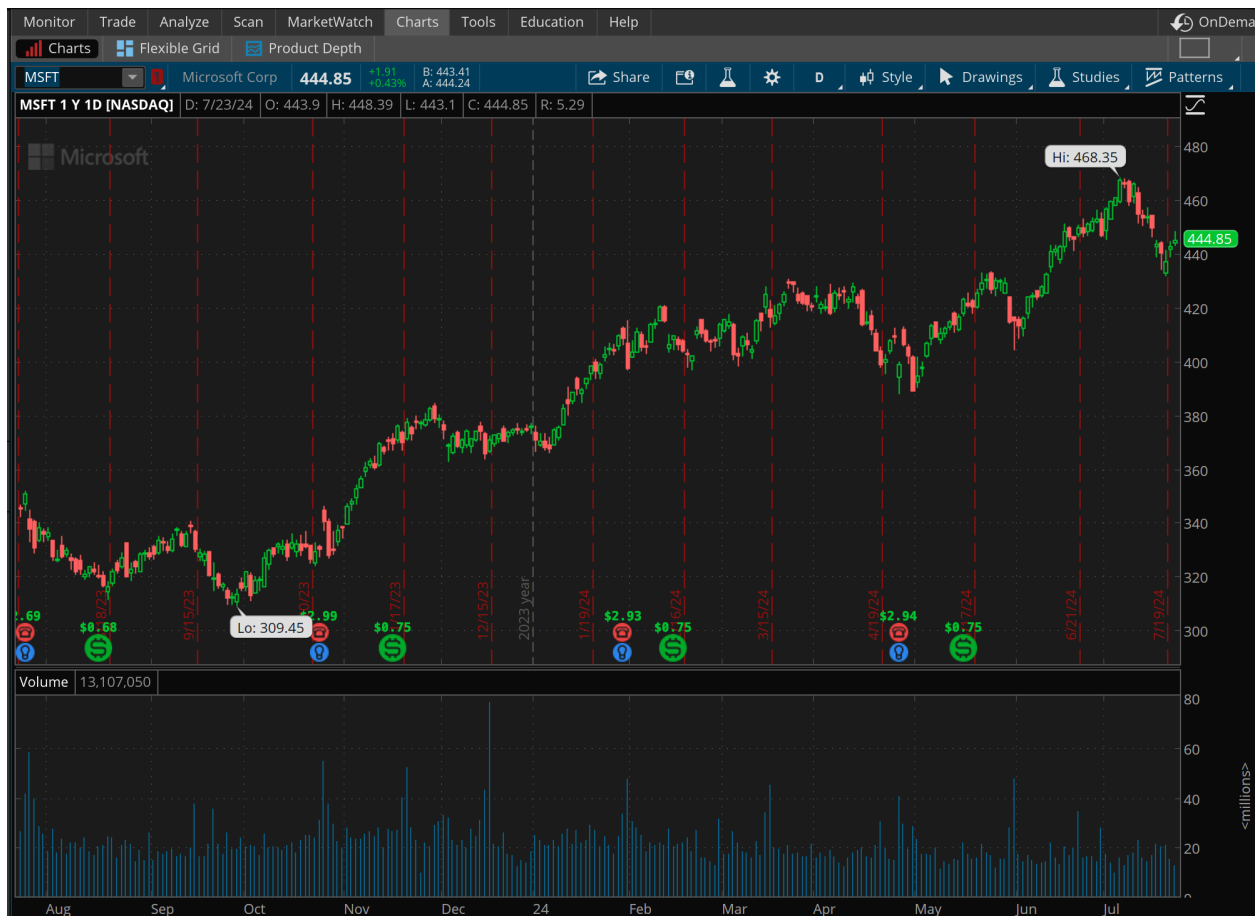 Monitor Trade Analyze Scan MarketWatch Charts Tools Education Help OnDema
Charts Flexible Grid Product Depth
MSFT 1 Microsoft Corp 444.85 +1.91 +0.43% B: 443.41 A: 444.24 Share D Style Drawings Studies Patterns
MSFT 1 Y 1D [NASDAQ] D: 7/23/24 O: 443.9 H: 448.39 L: 443.1 C: 444.85 R: 5.29
Microsoft
480
Hi: 468.35
460
444.85
440
420
400
380
360
340
320
300
9/15/23
12/15/23
2023 year
1/19/24
3/15/24
4/19/24
6/21/24
7/19/24
Lo: 309.45
$0.68
$0.75
$2.93
$0.75
$2.94
$0.75
Volume 13,107,050
80
60
40
20
<millions>
Aug Sep Oct Nov Dec 24 Feb Mar Apr May Jun Jul